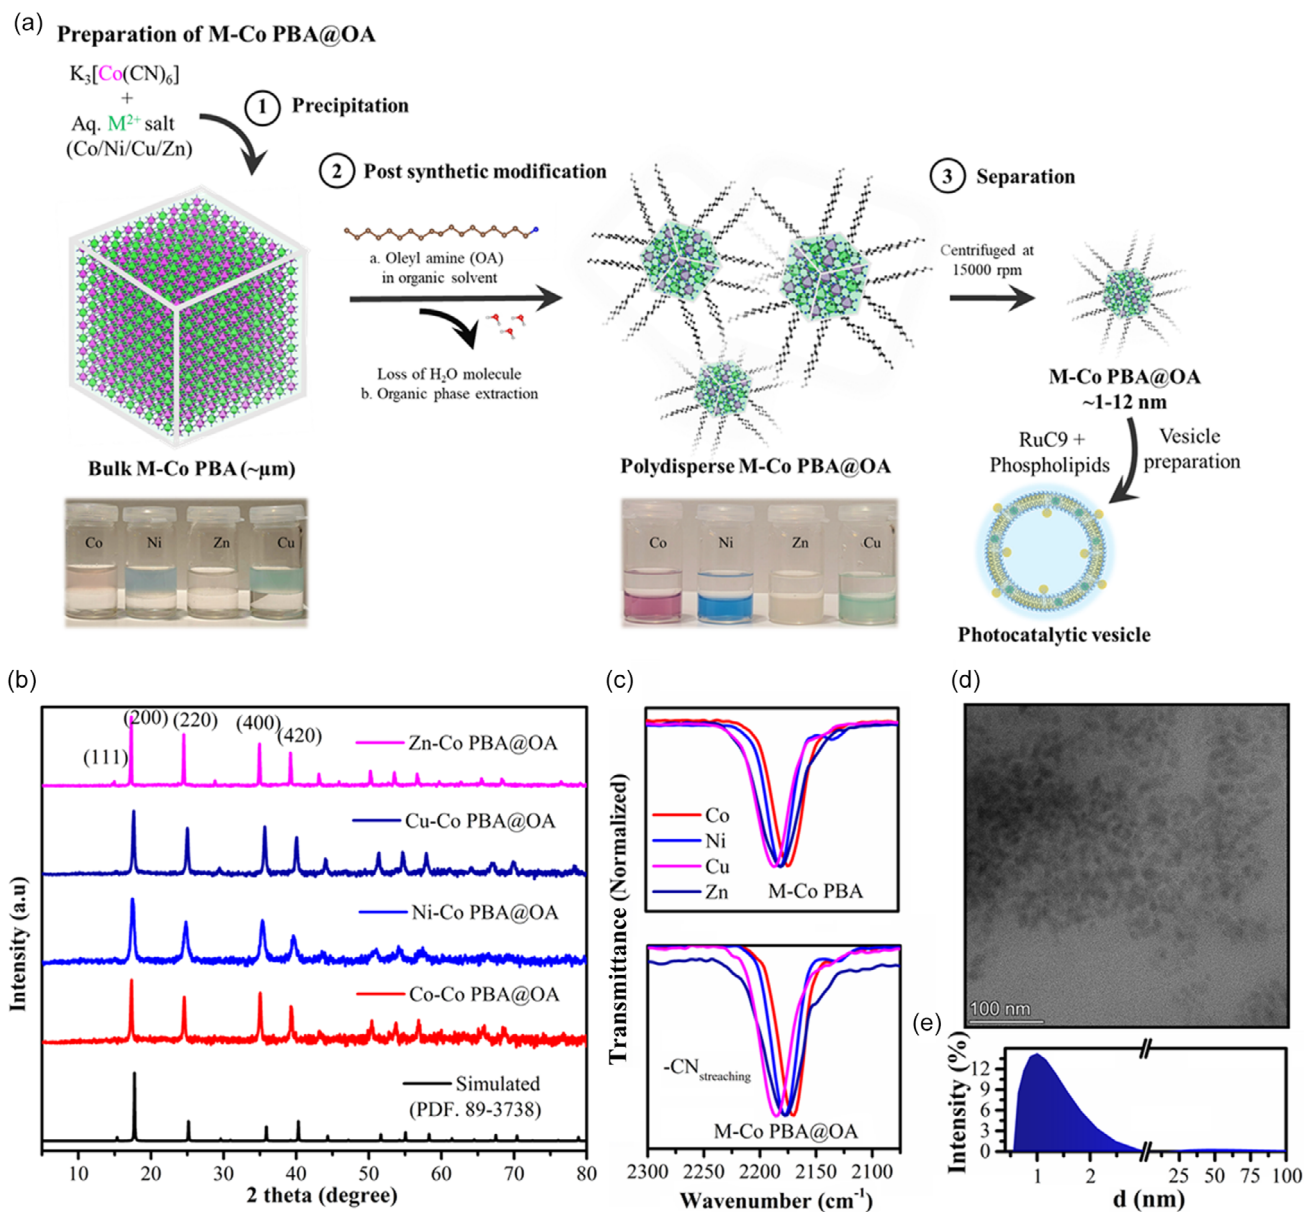 (a)
Preparation of M-Co PBA@OA
K3[Co(CN)6]
+
Aq. M2+ salt
(Co/Ni/Cu/Zn)
1 Precipitation
2 Post synthetic modification
a. Oleyl amine (OA)
in organic solvent
Loss of H2O molecule
b. Organic phase extraction
3 Separation
Centrifuged at
15000 rpm
M-Co PBA@OA
~1-12 nm
RuC9 +
Phospholipids
Vesicle
preparation
Photocatalytic vesicle
Bulk M-Co PBA (~μm)
Co Ni Zn Cu
Polydisperse M-Co PBA@OA
Co Ni Zn Cu
(b)
Intensity (a.u)
(111)
(200)
(220)
(400)
(420)
Zn-Co PBA@OA
Cu-Co PBA@OA
Ni-Co PBA@OA
Co-Co PBA@OA
Simulated
(PDF. 89-3738)
10 20 30 40 50 60 70 80
2 theta (degree)
(c)
Transmittance (Normalized)
Co
Ni
Cu
Zn
M-Co PBA
-CNstreaching
M-Co PBA@OA
2300 2250 2200 2150 2100
Wavenumber (cm-1)
(d)
100 nm
(e)
Intensity (%)
12
9
6
3
0
1 2 25 50 75 100
d (nm)